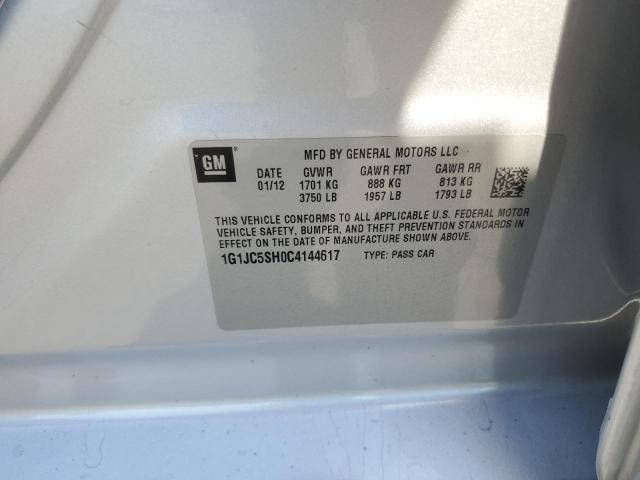 GM
MFD BY GENERAL MOTORS LLC
DATE GVWR GAWR FRT GAWR RR
01/12 1701 KG 888 KG 813 KG
3750 LB 1957 LB 1793 LB
THIS VEHICLE CONFORMS TO ALL APPLICABLE U.S. FEDERAL MOTOR
VEHICLE SAFETY, BUMPER, AND THEFT PREVENTION STANDARDS
IN EFFECT ON THE DATE OF MANUFACTURE SHOWN ABOVE.
1G1JC5SH0C4144617 TYPE: PASS CAR